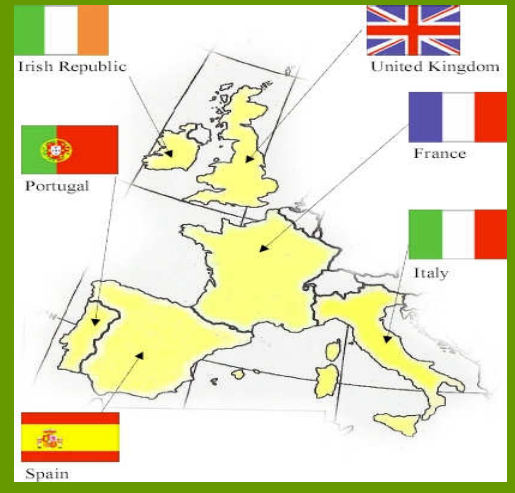 Irish Republic
United Kingdom
France
Portugal
Italy
Spain